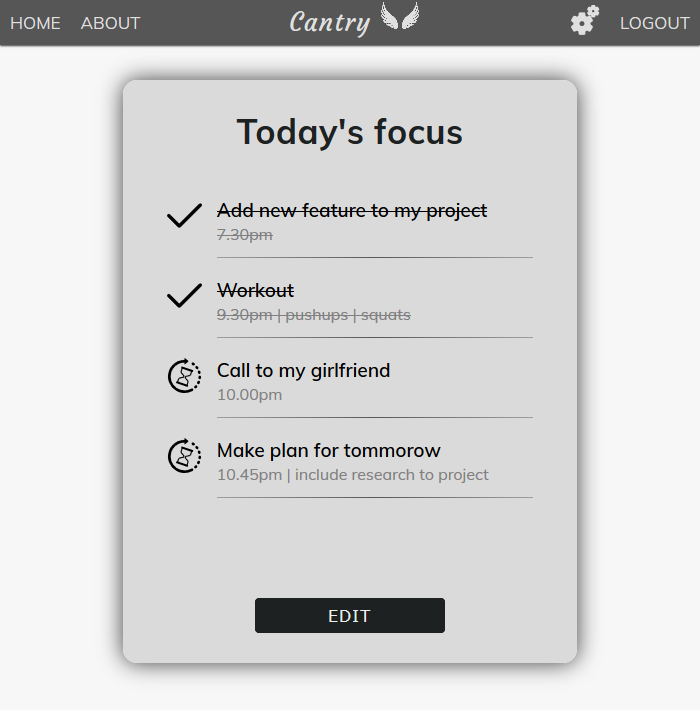 HOME ABOUT Cantry LOGOUT
Today's focus
Add new feature to my project
7.30pm
Workout
9.30pm | pushups | squats
Call to my girlfriend
10.00pm
Make plan for tommorow
10.45pm | include research to project
EDIT